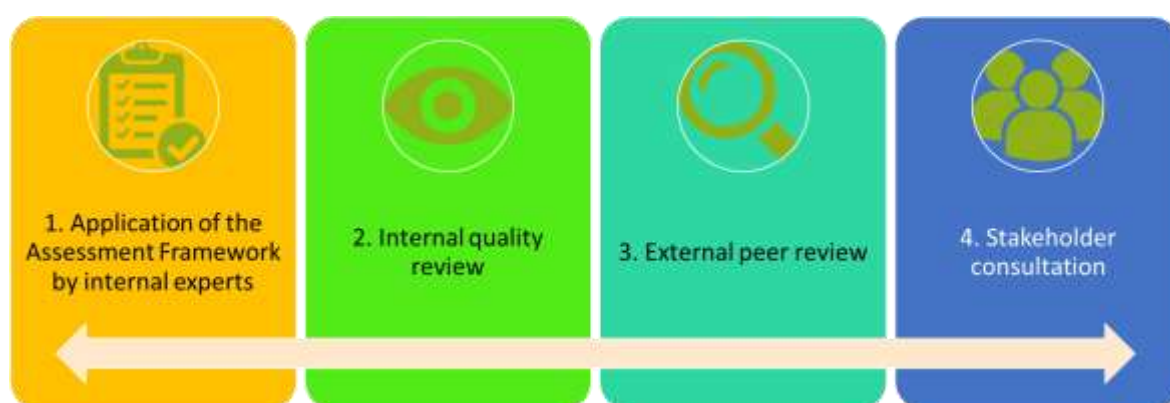 1. Application of the
Assessment Framework
by internal experts
2. Internal quality
review
3. External peer review
4. Stakeholder
consultation